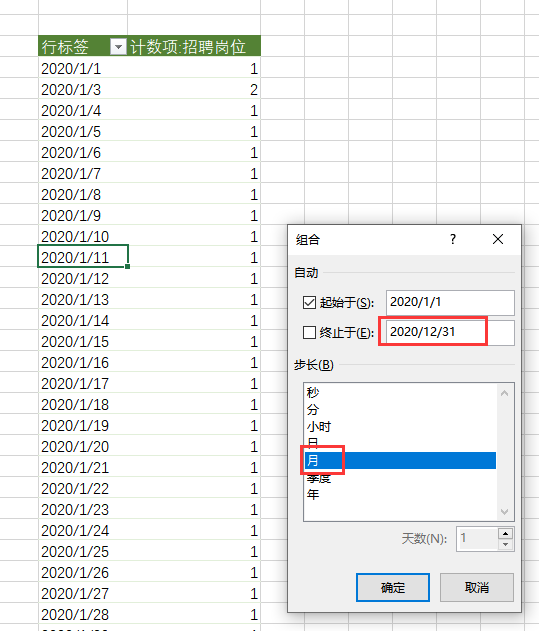 行标签 计数项:招聘岗位
2020/1/1 1
2020/1/3 2
2020/1/4 1
2020/1/5 1
2020/1/6 1
2020/1/7 1
2020/1/8 1
2020/1/9 1
2020/1/10 1
2020/1/11 1
2020/1/12 1
2020/1/13 1
2020/1/14 1
2020/1/15 1
2020/1/16 1
2020/1/17 1
2020/1/18 1
2020/1/19 1
2020/1/20 1
2020/1/21 1
2020/1/22 1
2020/1/23 1
2020/1/24 1
2020/1/25 1
2020/1/26 1
2020/1/27 1
2020/1/28 1
组合 ?
自动
起始于(S): 2020/1/1
终止于(E): 2020/12/31
步长(B)
秒
分
小时
日
月
季度
年
天数(N): 1
确定 取消